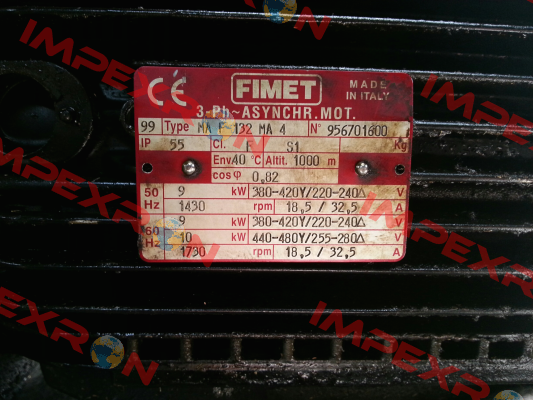 CE FIMET MADE IN ITALY
3-Ph~ASYNCHR.MOT.
99 Type MA F 132 MA 4 N° 956701600
IP 55 Cl. F S1 Kg
Env 40 °C Altit. 1000 m
cosφ 0.82
50 Hz 9 kW 380-420Y/220-240Δ V
1430 rpm 18,5 / 32,5 A
60 Hz 9 kW 380-420Y/220-240Δ V
10 kW 440-480Y/255-280Δ V
1730 rpm 18,5 / 32,5 A
IMPEXRON
IMPEXRON
IMPEXRON
IMPEXRON